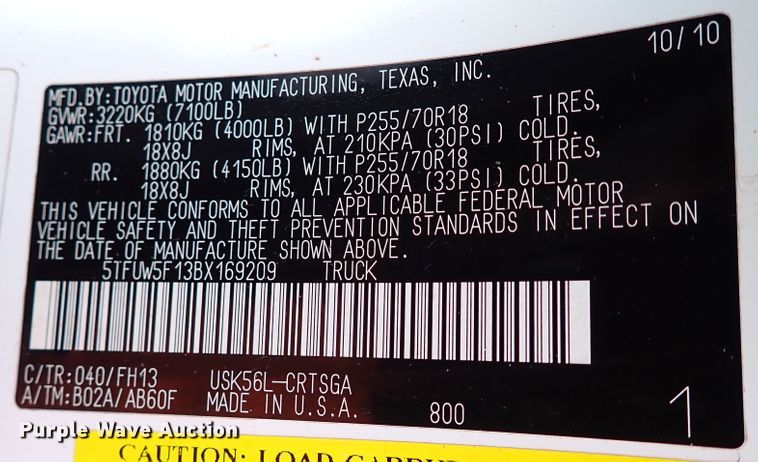 10/10
MFD.BY:TOYOTA MOTOR MANUFACTURING, TEXAS, INC.
GVWR:3220KG (7100LB)
GAWR:FRT. 1810KG (4000LB) WITH P255/70R18 TIRES,
18X8J RIMS, AT 210KPA (30PSI) COLD.
RR. 1880KG (4150LB) WITH P255/70R18 TIRES,
18X8J RIMS, AT 230KPA (33PSI) COLD.
THIS VEHICLE CONFORMS TO ALL APPLICABLE FEDERAL MOTOR
VEHICLE SAFETY AND THEFT PREVENTION STANDARDS IN EFFECT ON
THE DATE OF MANUFACTURE SHOWN ABOVE.
5TFUW5F13BX169209 TRUCK
C/TR:040/FH13 USK56L-CRTSGA
A/TM:B02A/AB60F MADE IN U.S.A. 800 1
Purple Wave Auction
CAUTION: LOAD